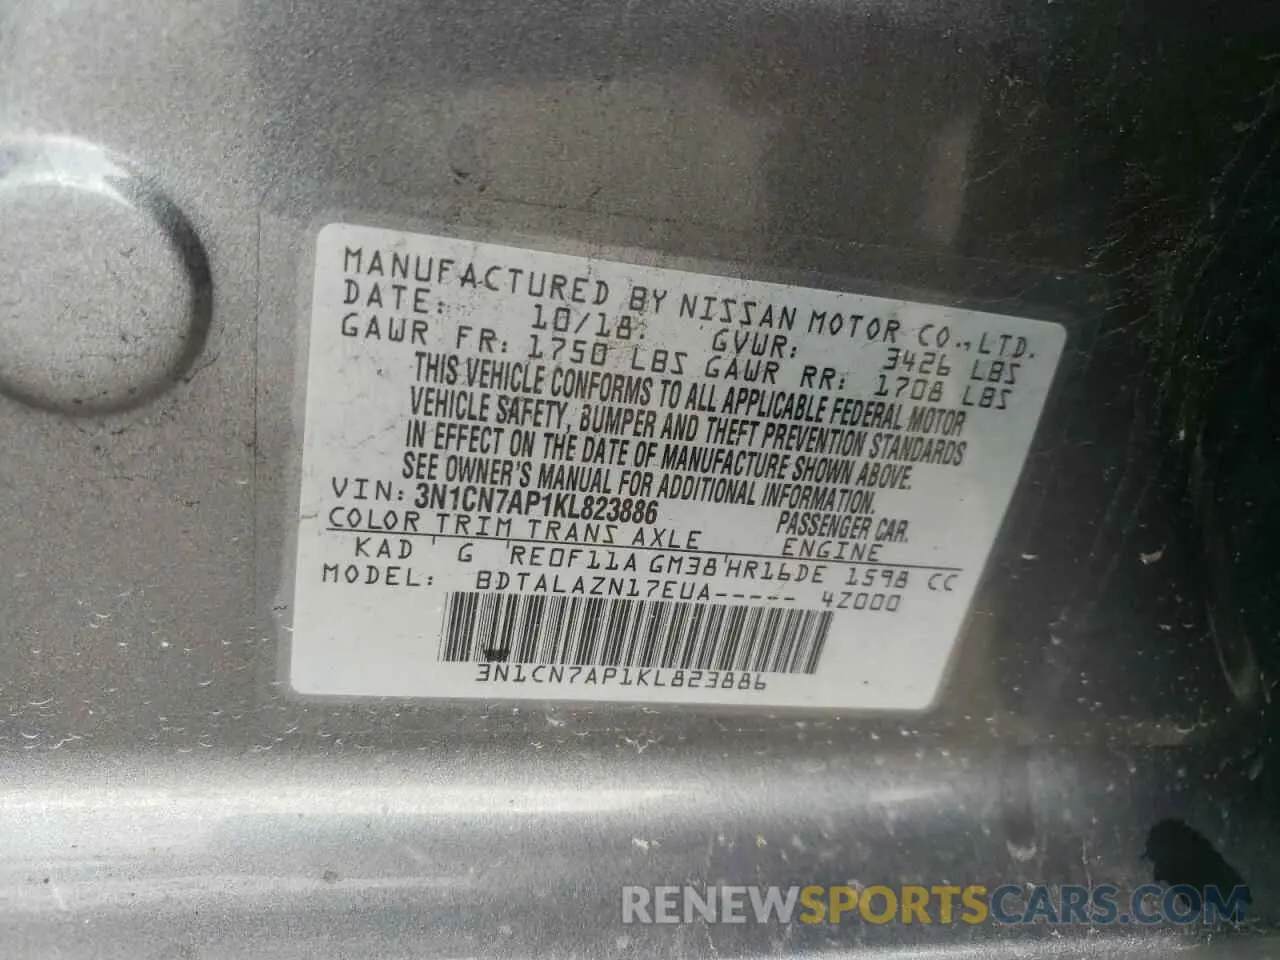 MANUFACTURED BY NISSAN MOTOR CO.,LTD.
DATE: 10/18. GVWR: 3426 LBS
GAWR FR: 1750 LBS GAWR RR: 1708 LBS
THIS VEHICLE CONFORMS TO ALL APPLICABLE FEDERAL MOTOR
VEHICLE SAFETY, BUMPER AND THEFT PREVENTION STANDARDS
IN EFFECT ON THE DATE OF MANUFACTURE SHOWN ABOVE.
SEE OWNER'S MANUAL FOR ADDITIONAL INFORMATION.
VIN: 3N1CN7AP1KL823886 PASSENGER CAR.
COLOR TRIM TRANS AXLE ENGINE
KAD G RE0F11A GM38 HR16DE 1598 CC
MODEL: BDTALAZN17EUA----- 4Z000
3N1CN7AP1KL823886
RENEWSPORTSCARS.COM